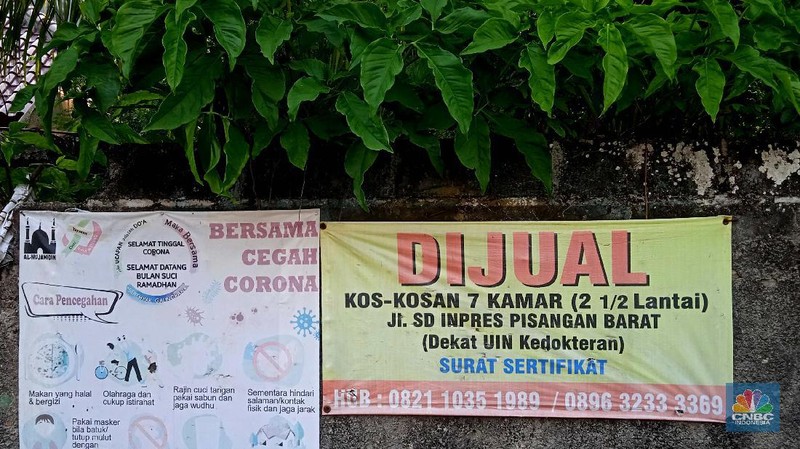 AL-MUJAHIDIN
SELAMAT TINGGAL
CORONA
SELAMAT DATANG
BULAN SUCI
RAMADHAN
BERSAMA
CEGAH
CORONA
Cara Pencegahan
Makan yang halal
& bergizi
Olahraga dan
cukup istirahat
Rajin cuci tangan
pakai sabun dan
jaga wudhu
Sementara hindari
salaman/kontak
fisik dan jaga jarak
Pakai masker
bila batuk/
tutup mulut
dengan
DIJUAL
KOS-KOSAN 7 KAMAR (2 1/2 Lantai)
Jl. SD INPRES PISANGAN BARAT
(Dekat UIN Kedokteran)
SURAT SERTIFIKAT
HUB : 0821 1035 1989 / 0896 3233 3369
CNBC
INDONESIA